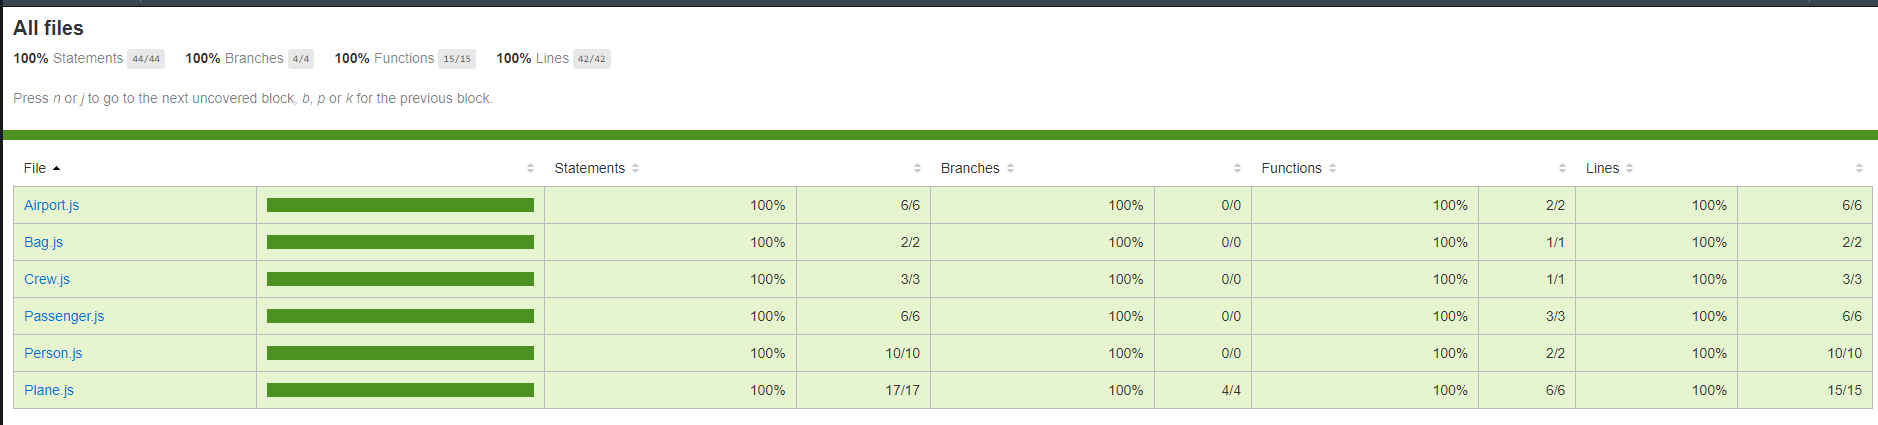 All files
100% Statements 44/44 100% Branches 4/4 100% Functions 15/15 100% Lines 42/42
Press n or j to go to the next uncovered block, b, p or k for the previous block.
File Statements Branches Functions Lines
Airport.js 100% 6/6 100% 0/0 100% 2/2 100% 6/6
Bag.js 100% 2/2 100% 0/0 100% 1/1 100% 2/2
Crew.js 100% 3/3 100% 0/0 100% 1/1 100% 3/3
Passenger.js 100% 6/6 100% 0/0 100% 3/3 100% 6/6
Person.js 100% 10/10 100% 0/0 100% 2/2 100% 10/10
Plane.js 100% 17/17 100% 4/4 100% 6/6 100% 15/15